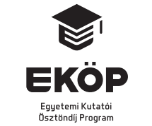 EKÖP
Egyetemi Kutatói
Ösztöndíj Program